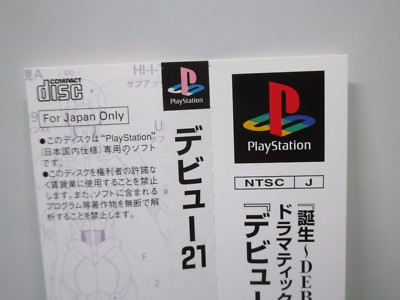 COMPACT
disc
For Japan Only
●このディスクは"PlayStation"
(日本国内仕様)専用のソフト
です。
●このディスクを権利者の許諾な
く賃貸業に使用することを禁止
します。また、ソフトに含まれる
プログラム等著作物を無断で解
析することを禁止します。
HI-I
サブアッ
PlayStation
デビュー21
PlayStation
NTSC J
『誕生～DEB
ドラマティック
『デビュー